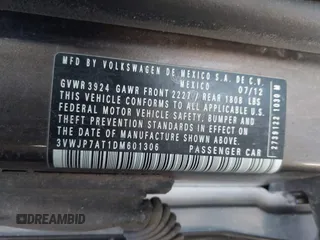 MFD BY VOLKSWAGEN DE MEXICO S.A. DE C.V.
MEXICO 07/12
GVWR 3924 GAWR FRONT 2227 / REAR 1808 LBS
THIS VEHICLE CONFORMS TO ALL APPLICABLE
FEDERAL MOTOR VEHICLE SAFETY, BUMPER AND
THEFT PREVENTION STANDARDS IN EFFECT ON
THE DATE OF MANUFACTURE SHOWN ABOVE.
3VWJP7AT1DM601306 PASSENGER CAR
DREAMBID